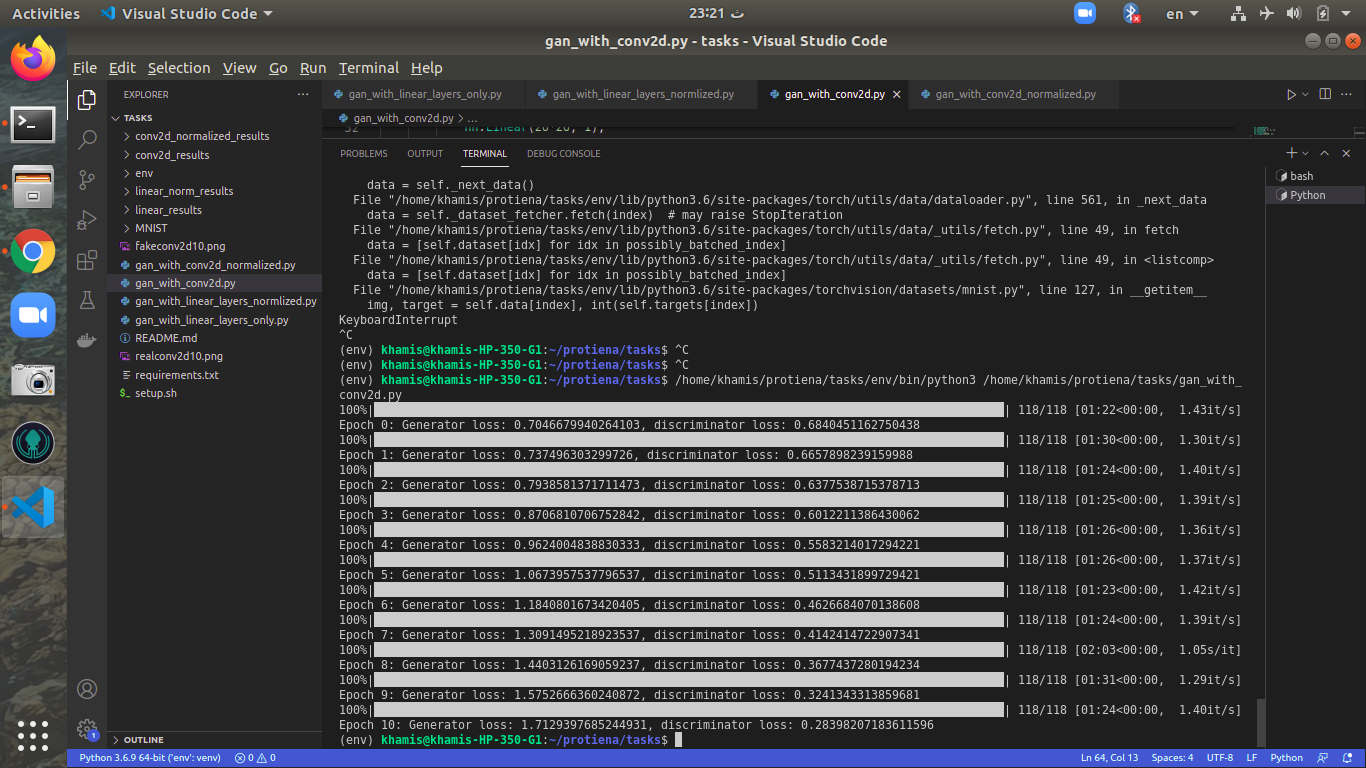 Activities
Visual Studio Code
23:21 ث
en
gan_with_conv2d.py - tasks - Visual Studio Code
File Edit Selection View Go Run Terminal Help
EXPLORER
TASKS
conv2d_normalized_results
conv2d_results
env
linear_norm_results
linear_results
MNIST
fakeconv2d10.png
gan_with_conv2d_normalized.py
gan_with_conv2d.py
gan_with_linear_layers_normlized.py
gan_with_linear_layers_only.py
README.md
realconv2d10.png
requirements.txt
setup.sh
OUTLINE
gan_with_linear_layers_only.py
gan_with_linear_layers_normlized.py
gan_with_conv2d.py
gan_with_conv2d_normalized.py
gan_with_conv2d.py > ...
52 nn.Linear(20*20, 1),
PROBLEMS OUTPUT TERMINAL DEBUG CONSOLE
bash
Python
data = self._next_data()
File "/home/khamis/protiena/tasks/env/lib/python3.6/site-packages/torch/utils/data/dataloader.py", line 561, in _next_data
data = self._dataset_fetcher.fetch(index)  # may raise StopIteration
File "/home/khamis/protiena/tasks/env/lib/python3.6/site-packages/torch/utils/data/_utils/fetch.py", line 49, in fetch
data = [self.dataset[idx] for idx in possibly_batched_index]
File "/home/khamis/protiena/tasks/env/lib/python3.6/site-packages/torch/utils/data/_utils/fetch.py", line 49, in <listcomp>
data = [self.dataset[idx] for idx in possibly_batched_index]
File "/home/khamis/protiena/tasks/env/lib/python3.6/site-packages/torchvision/datasets/mnist.py", line 127, in __getitem__
img, target = self.data[index], int(self.targets[index])
KeyboardInterrupt
^C
(env) khamis@khamis-HP-350-G1:~/protiena/tasks$ ^C
(env) khamis@khamis-HP-350-G1:~/protiena/tasks$ ^C
(env) khamis@khamis-HP-350-G1:~/protiena/tasks$ /home/khamis/protiena/tasks/env/bin/python3 /home/khamis/protiena/tasks/gan_with_
conv2d.py
100%| | 118/118 [01:22<00:00, 1.43it/s]
Epoch 0: Generator loss: 0.7046679940264103, discriminator loss: 0.6840451162750438
100%| | 118/118 [01:30<00:00, 1.30it/s]
Epoch 1: Generator loss: 0.737496303299726, discriminator loss: 0.6657898239159988
100%| | 118/118 [01:24<00:00, 1.40it/s]
Epoch 2: Generator loss: 0.7938581371711473, discriminator loss: 0.6377538715378713
100%| | 118/118 [01:25<00:00, 1.39it/s]
Epoch 3: Generator loss: 0.8706810706752842, discriminator loss: 0.6012211386430062
100%| | 118/118 [01:26<00:00, 1.36it/s]
Epoch 4: Generator loss: 0.9624004838830333, discriminator loss: 0.5583214017294221
100%| | 118/118 [01:26<00:00, 1.37it/s]
Epoch 5: Generator loss: 1.0673957537796537, discriminator loss: 0.5113431899729421
100%| | 118/118 [01:23<00:00, 1.42it/s]
Epoch 6: Generator loss: 1.1840801673420405, discriminator loss: 0.4626684070138608
100%| | 118/118 [01:24<00:00, 1.39it/s]
Epoch 7: Generator loss: 1.3091495218923537, discriminator loss: 0.4142414722907341
100%| | 118/118 [02:03<00:00, 1.05s/it]
Epoch 8: Generator loss: 1.4403126169059237, discriminator loss: 0.3677437280194234
100%| | 118/118 [01:31<00:00, 1.29it/s]
Epoch 9: Generator loss: 1.5752666360240872, discriminator loss: 0.3241343313859681
100%| | 118/118 [01:24<00:00, 1.40it/s]
Epoch 10: Generator loss: 1.7129397685244931, discriminator loss: 0.28398207183611596
(env) khamis@khamis-HP-350-G1:~/protiena/tasks$
1
Python 3.6.9 64-bit ('env': venv) 0 0 Ln 64, Col 13 Spaces: 4 UTF-8 LF Python